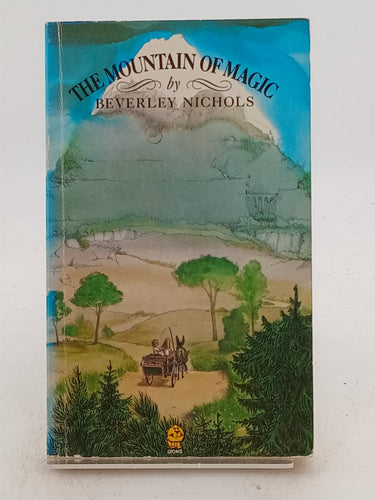 THE MOUNTAIN OF MAGIC
by
BEVERLEY NICHOLS
LIONS